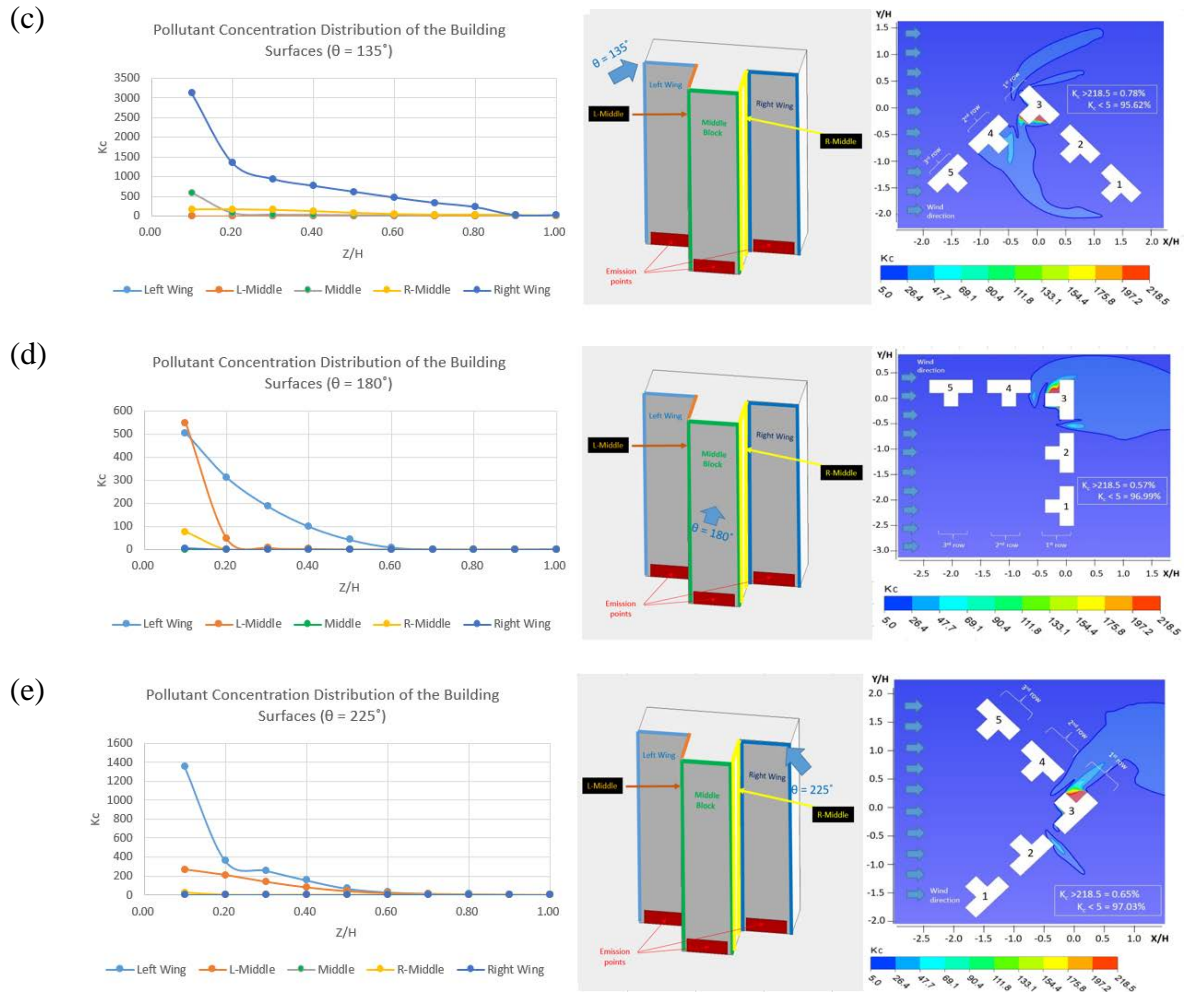 (c)
Pollutant Concentration Distribution of the Building
Surfaces (θ = 135˚)
3500
3000
2500
2000
1500
1000
500
0
Kc
0.00 0.20 0.40 0.60 0.80 1.00
Z/H
Left Wing L-Middle Middle R-Middle Right Wing
θ = 135˚
Left Wing
Right Wing
L-Middle
Middle
Block
R-Middle
Emission
points
Y/H
1.0
0.5
0.0
-0.5
-1.0
-1.5
-2.0
1st row
2nd row
3rd row
3
4
2
5
1
Kc >218.5 = 0.78%
Kc < 5 = 95.62%
Wind
direction
-2.0 -1.5 -1.0 -0.5 0.0 0.5 1.0 1.5 2.0 X/H
Kc
5.0 26.4 47.7 69.1 90.4 111.8 133.1 154.4 175.8 197.2 218.5
(d)
Pollutant Concentration Distribution of the Building
Surfaces (θ = 180˚)
600
500
400
300
200
100
0
Kc
0.00 0.20 0.40 0.60 0.80 1.00
Z/H
Left Wing L-Middle Middle R-Middle Right Wing
Left Wing
Right Wing
L-Middle
Middle
Block
R-Middle
θ = 180˚
Emission
points
Y/H
Wind
direction
0.5
0.0
-0.5
-1.0
-1.5
-2.0
-2.5
-3.0
5 4 3
2
1
Kc >218.5 = 0.57%
Kc < 5 = 96.99%
3rd row 2nd row 1st row
-2.5 -2.0 -1.5 -1.0 -0.5 0.0 0.5 1.0 1.5 X/H
Kc
5.0 26.4 47.7 69.1 90.4 111.8 133.1 154.4 175.8 197.2 218.5
(e)
Pollutant Concentration Distribution of the Building
Surfaces (θ = 225˚)
1600
1400
1200
1000
800
600
400
200
0
Kc
0.00 0.20 0.40 0.60 0.80 1.00
Z/H
Left Wing L-Middle Middle R-Middle Right Wing
Left Wing
Right Wing
L-Middle
Middle
Block
θ = 225˚
R-Middle
Emission
points
Y/H
2.0
1.5
1.0
0.5
0.0
-0.5
-1.0
-1.5
-2.0
3rd row
2nd row
1st row
5
4
3
2
1
Wind
direction
Kc >218.5 = 0.65%
Kc < 5 = 97.03%
-3.0 -2.5 -2.0 -1.5 -1.0 -0.5 0.0 0.5 1.0 1.5
X/H
Kc
5.0 26.4 47.7 69.1 90.4 111.8 133.1 154.4 175.8 197.2 218.5